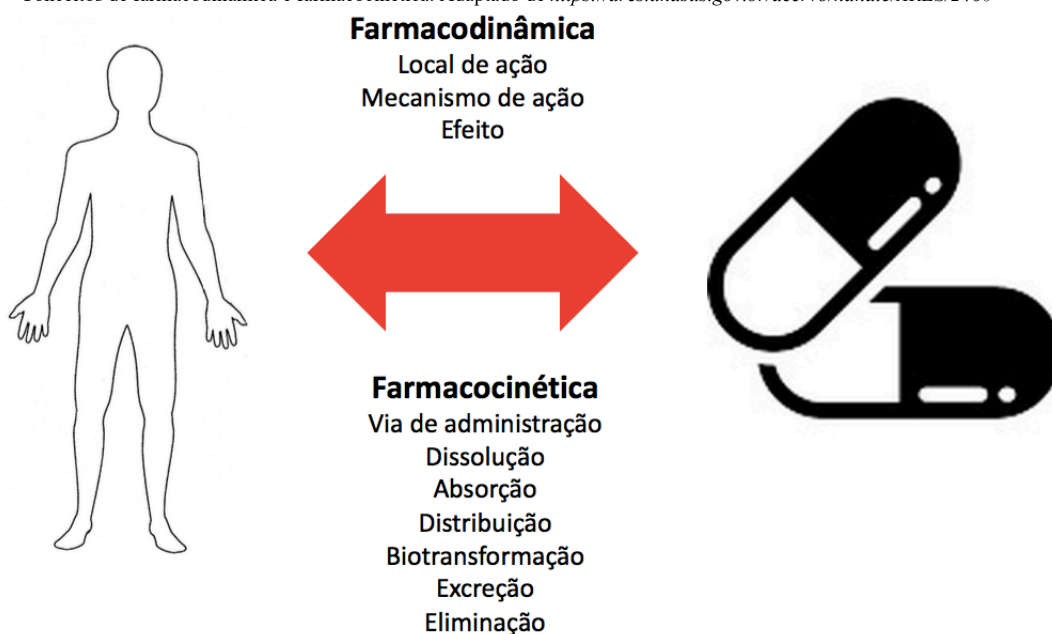 Farmacodinâmica
Local de ação
Mecanismo de ação
Efeito
Farmacocinética
Via de administração
Dissolução
Absorção
Distribuição
Biotransformação
Excreção
Eliminação